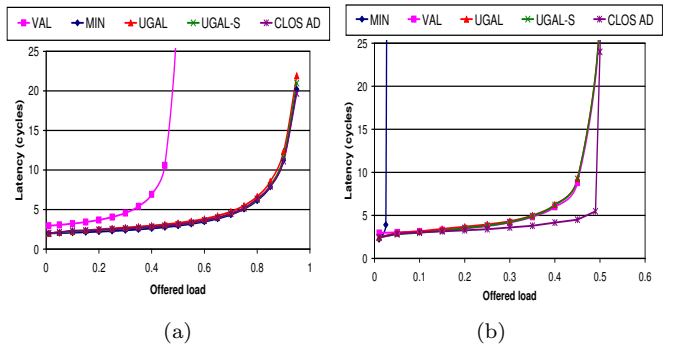 VAL MIN UGAL UGAL-S CLOS AD
25
20
15
10
5
0
Latency (cycles)
0 0.2 0.4 0.6 0.8 1
Offered load
(a)
MIN VAL UGAL UGAL-S CLOS AD
25
20
15
10
5
0
Latency (cycles)
0 0.1 0.2 0.3 0.4 0.5 0.6
Offered load
(b)